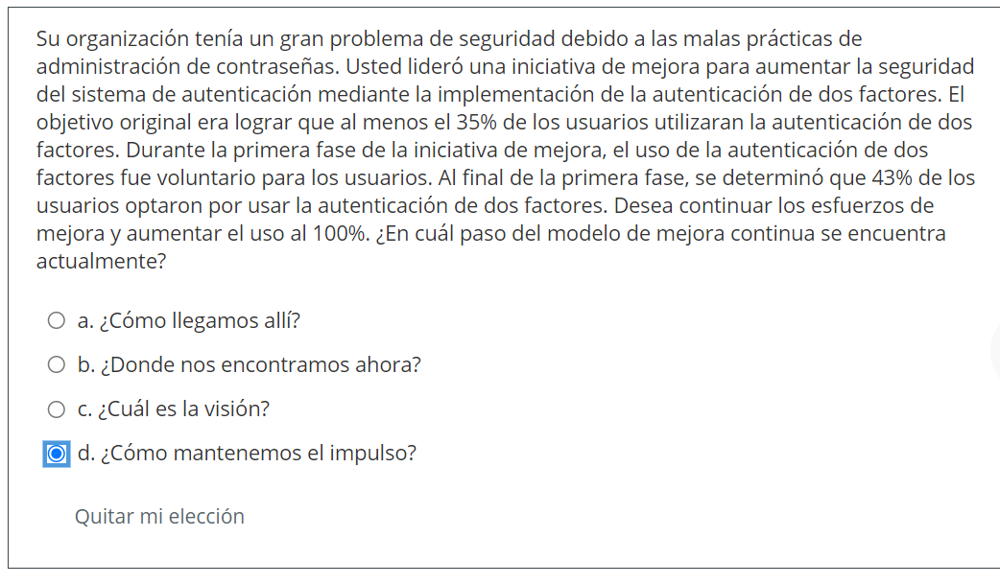 Su organización tenía un gran problema de seguridad debido a las malas prácticas de
administración de contraseñas. Usted lideró una iniciativa de mejora para aumentar la seguridad
del sistema de autenticación mediante la implementación de la autenticación de dos factores. El
objetivo original era lograr que al menos el 35% de los usuarios utilizaran la autenticación de dos
factores. Durante la primera fase de la iniciativa de mejora, el uso de la autenticación de dos
factores fue voluntario para los usuarios. Al final de la primera fase, se determinó que 43% de los
usuarios optaron por usar la autenticación de dos factores. Desea continuar los esfuerzos de
mejora y aumentar el uso al 100%. ¿En cuál paso del modelo de mejora continua se encuentra
actualmente?
a. ¿Cómo llegamos allí?
b. ¿Donde nos encontramos ahora?
c. ¿Cuál es la visión?
d. ¿Cómo mantenemos el impulso?
Quitar mi elección